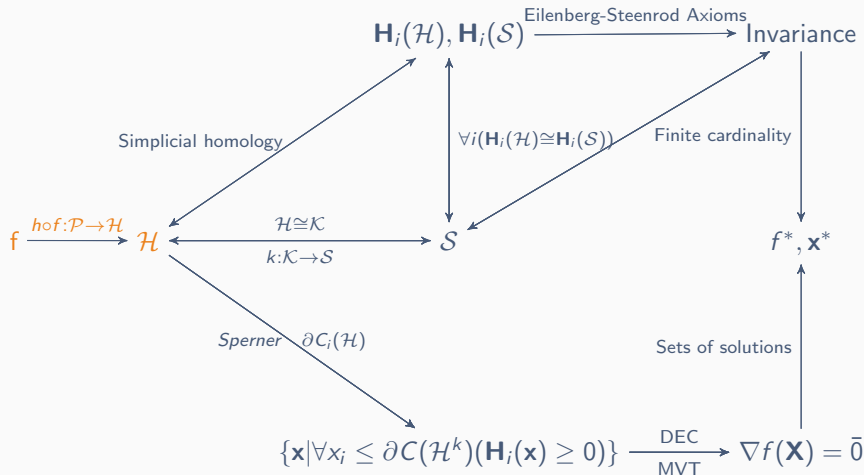 Eilenberg-Steenrod Axioms
𝐇ᵢ(ℋ), 𝐇ᵢ(𝒮) Invariance
Simplicial homology
∀i(𝐇ᵢ(ℋ)≅𝐇ᵢ(𝒮))
Finite cardinality
h∘f:𝒫→ℋ
ℋ≅𝒦
f ℋ 𝒮 f*, 𝐱*
k:𝒦→𝒮
Sperner ∂Cᵢ(ℋ)
Sets of solutions
DEC
{𝐱|∀xᵢ ≤ ∂C(ℋᵏ)(𝐇ᵢ(𝐱) ≥ 0)} ∇f(𝐗) = 0̄
MVT